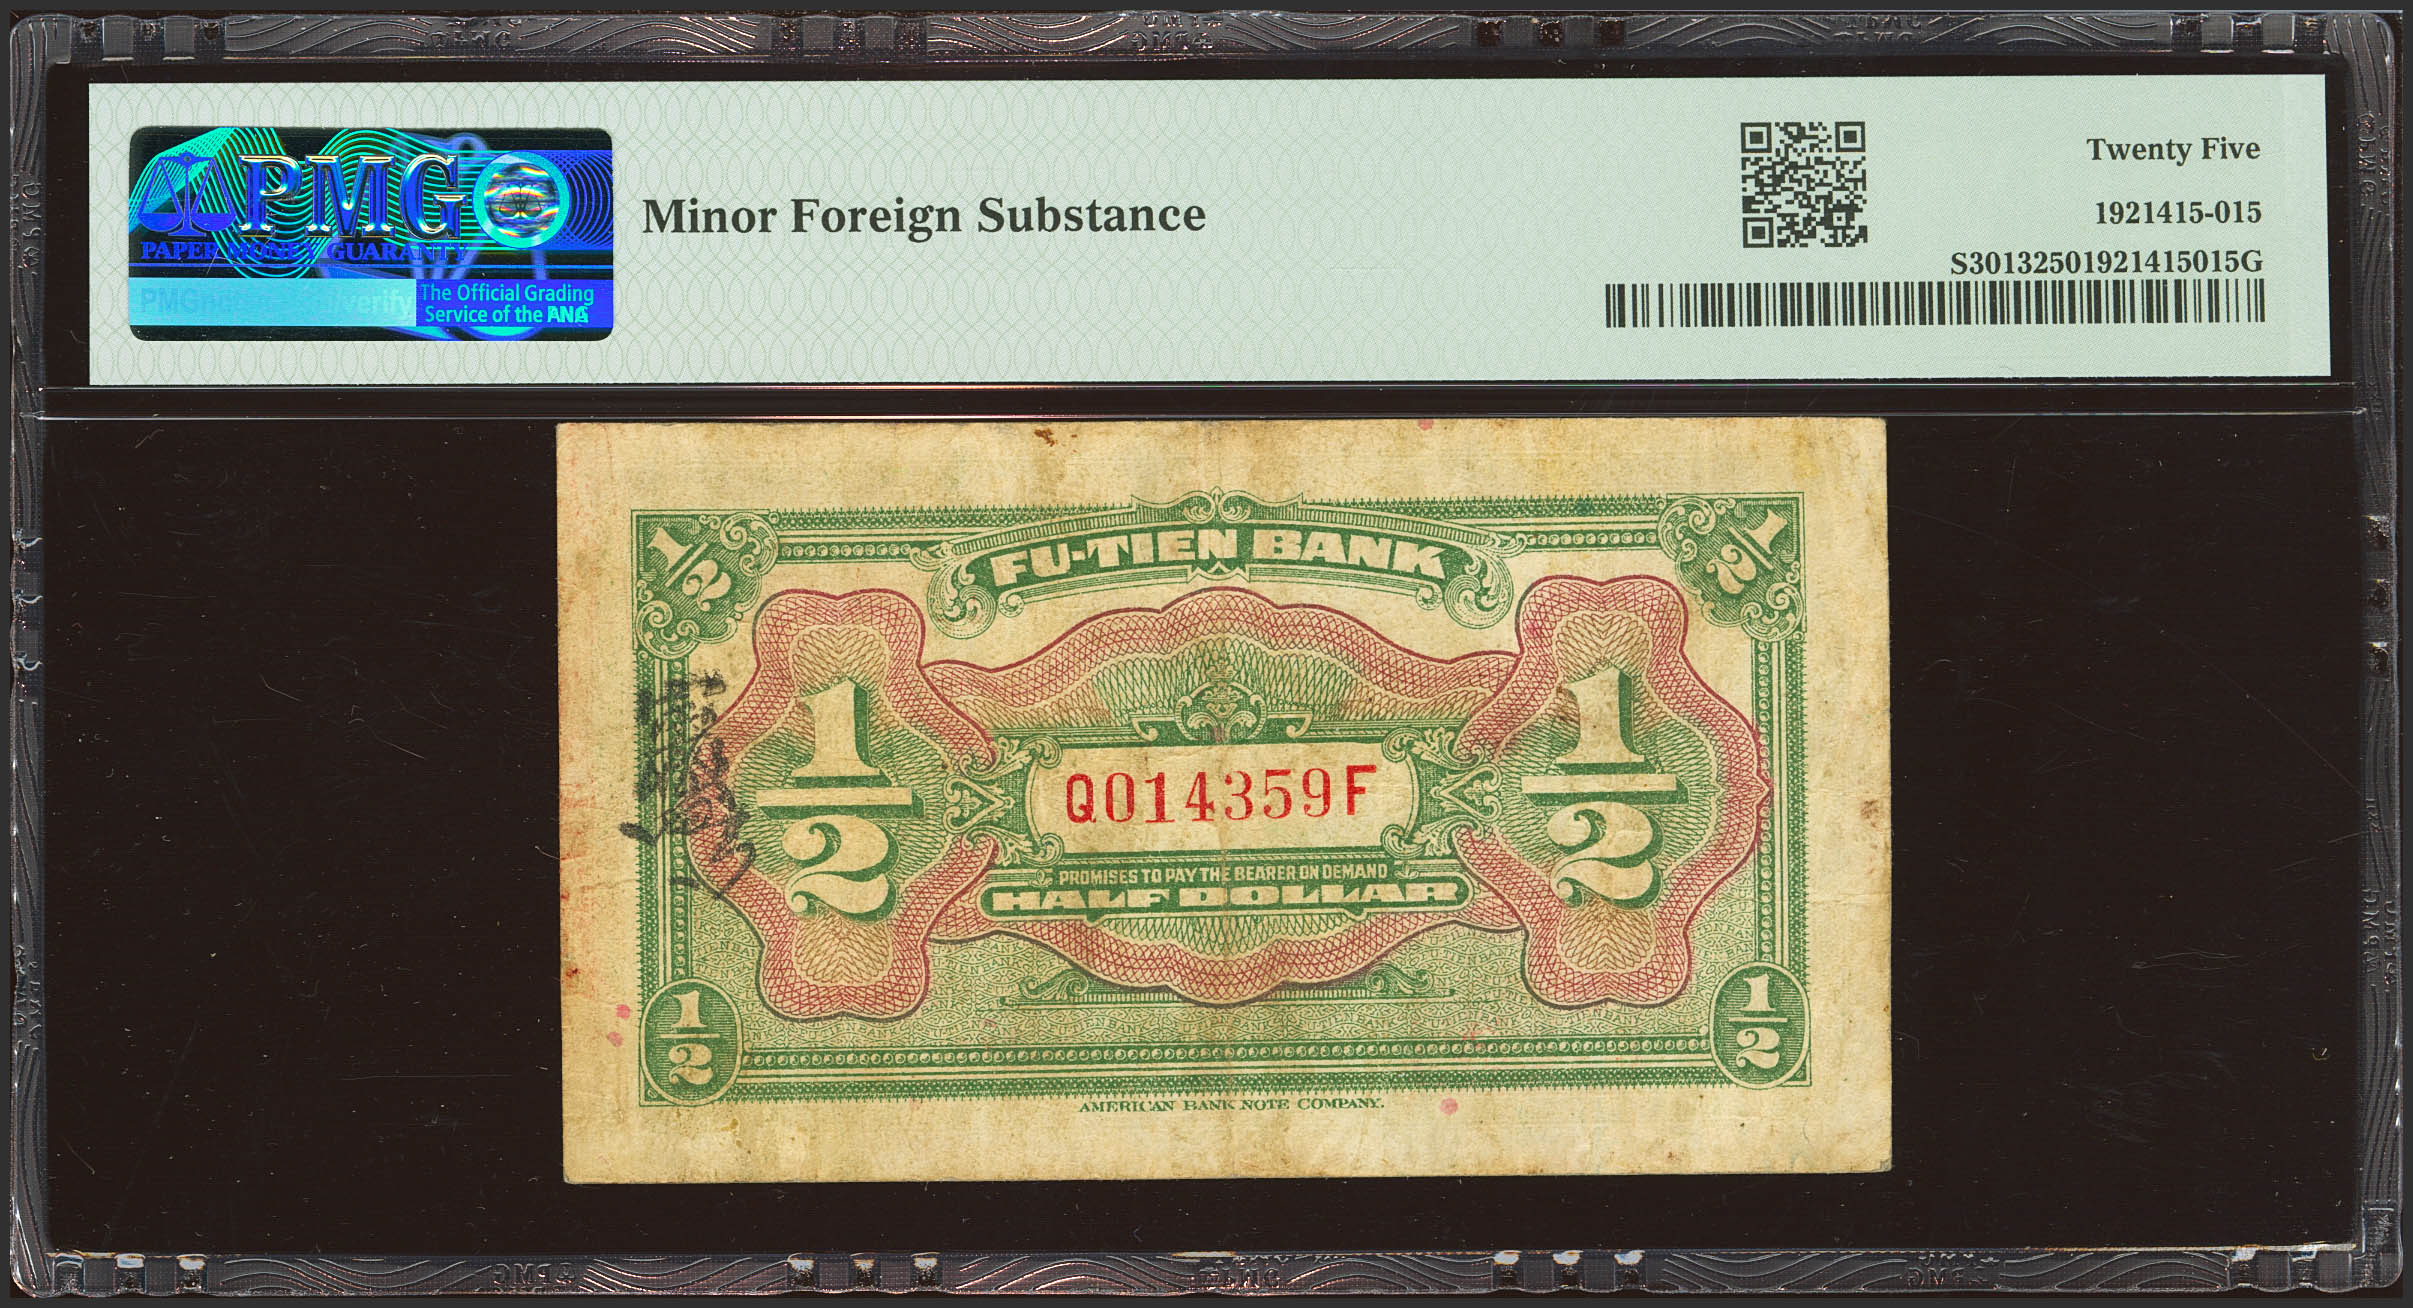 PMG
PAPER MONEY GUARANTY
The Official Grading
Service of the ANA
Minor Foreign Substance
Twenty Five
1921415-015
S30132501921415015G
1/2
1/2
FU-TIEN BANK
1/2
1/2
Q014359F
PROMISES TO PAY THE BEARER ON DEMAND
HALF DOLLAR
1/2
1/2
AMERICAN BANK NOTE COMPANY.